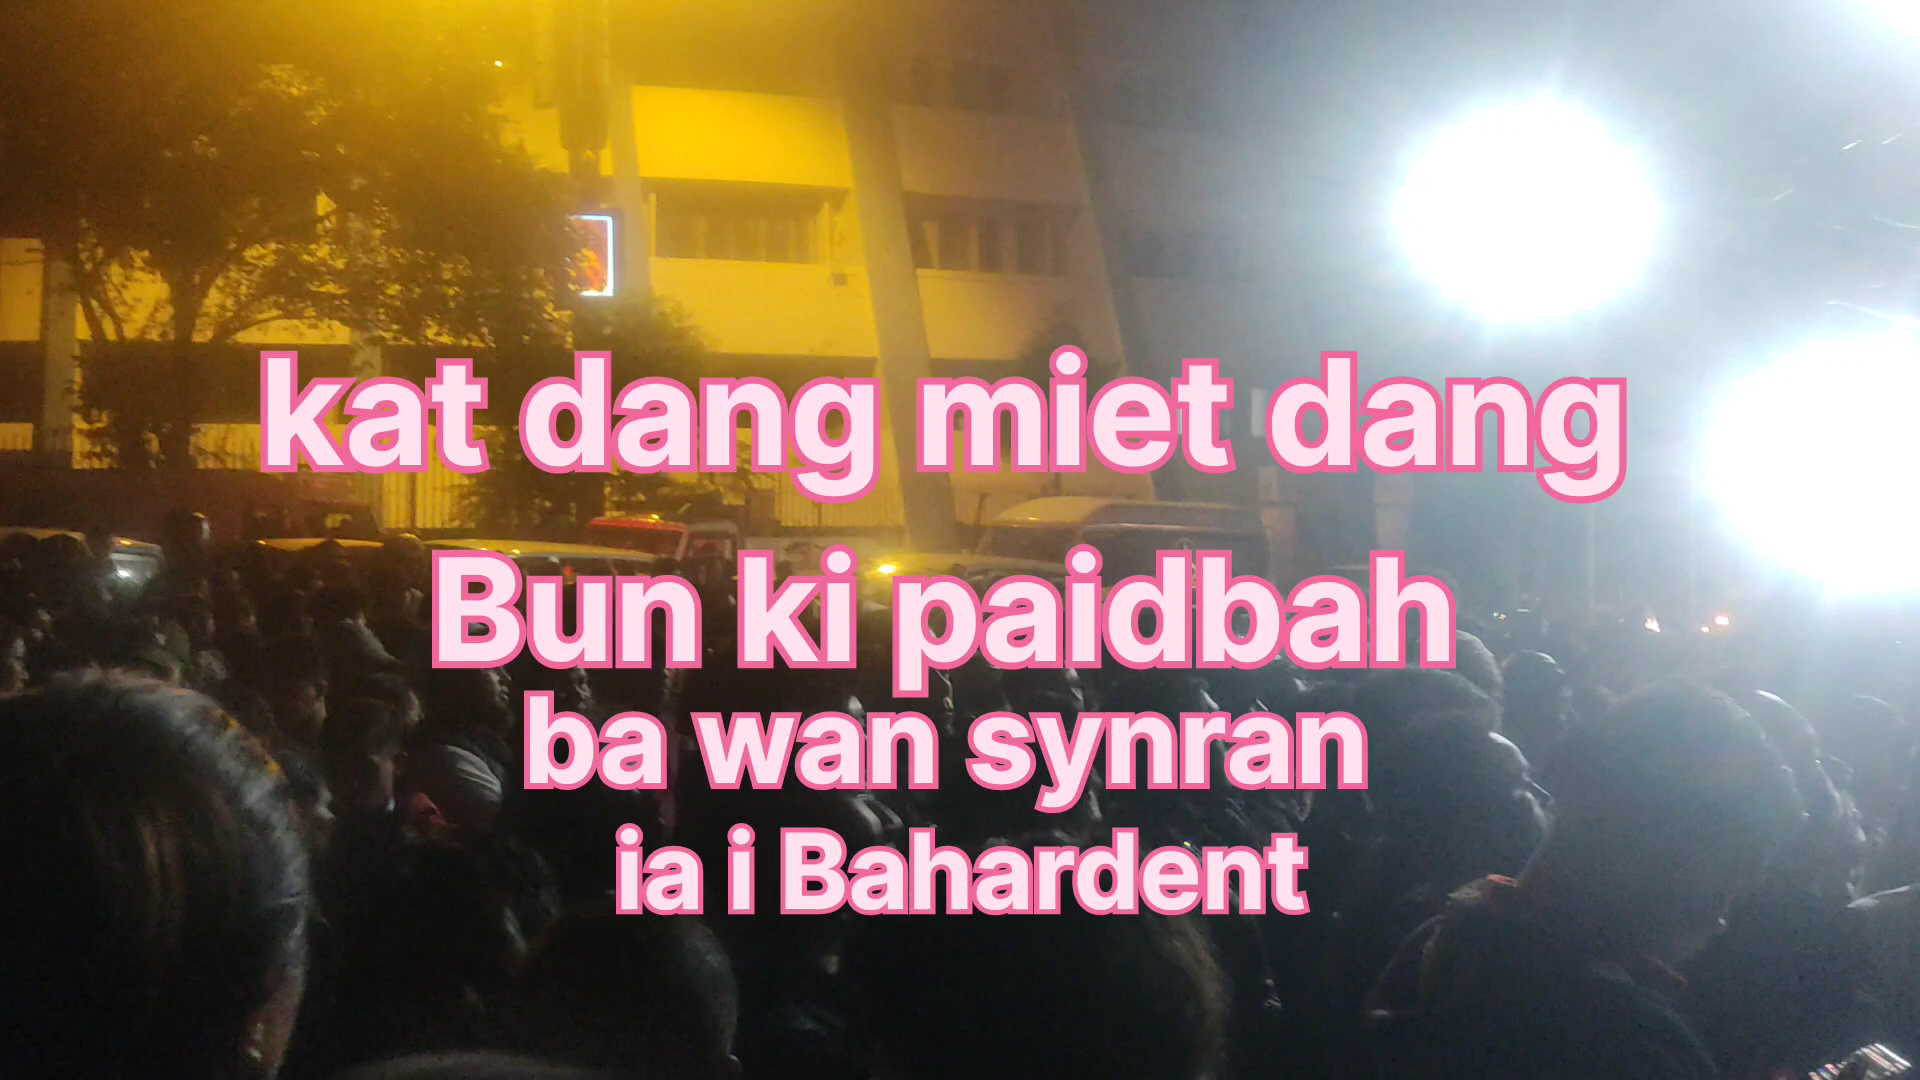 kat dang miet dang
Bun ki paidbah
ba wan synran
ia i Bahardent